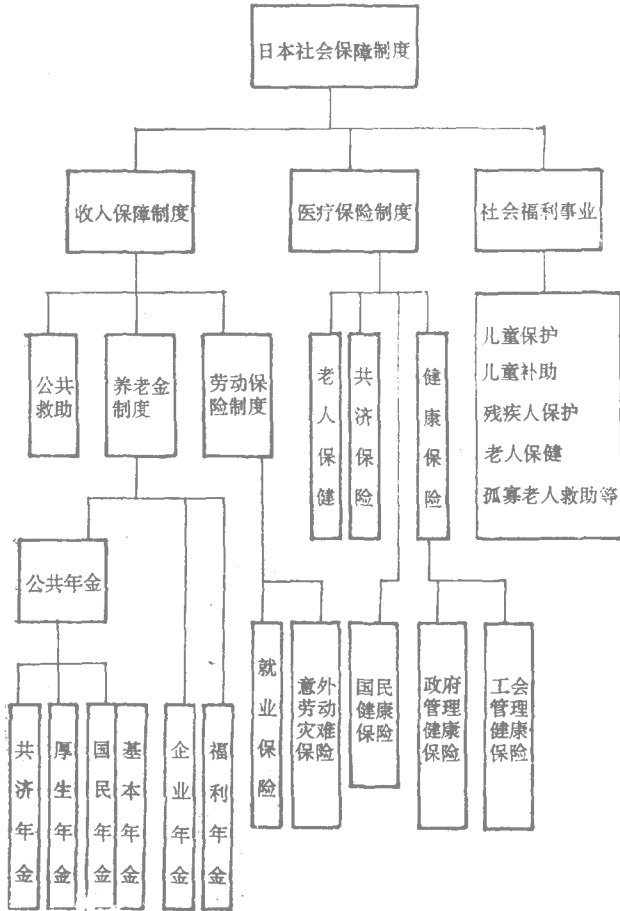 日本社会保障制度
收入保障制度
医疗保险制度
社会福利事业
公共
救助
养老金
制度
劳动保
险制度
老人保健
共济保险
健康保险
儿童保护
儿童补助
残疾人保护
老人保健
孤寡老人救助等
公共年金
就业保险
意外
劳动
灾难
保险
国民
健康
保险
政府
管理
健康
保险
工会
管理
健康
保险
共济年金
厚生年金
国民年金
基本年金
企业年金
福利年金